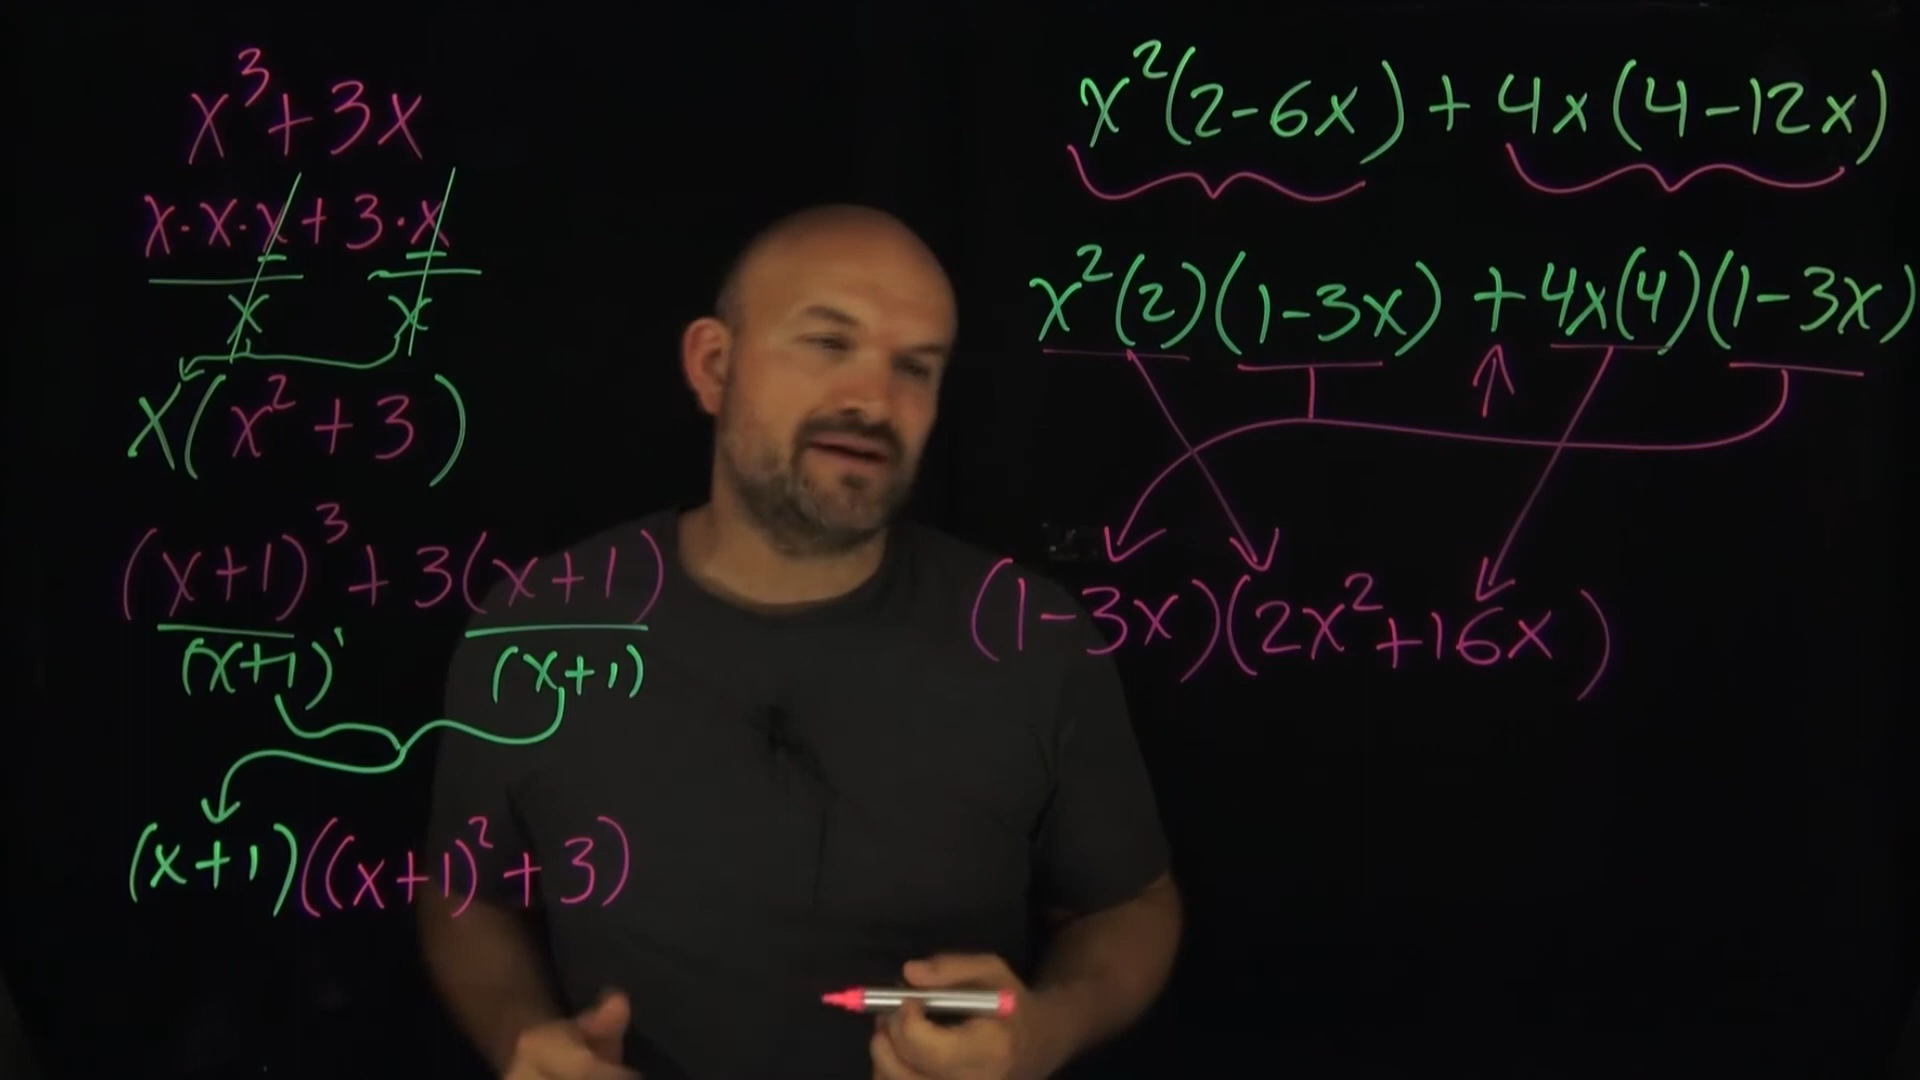 x³+3x
x·x·x+3·x
x x
x(x²+3)
(x+1)³+3(x+1)
(x+1)¹ (x+1)
(x+1)((x+1)²+3)
x²(2-6x)+4x(4-12x)
x²(2)(1-3x)+4x(4)(1-3x)
(1-3x)(2x²+16x)